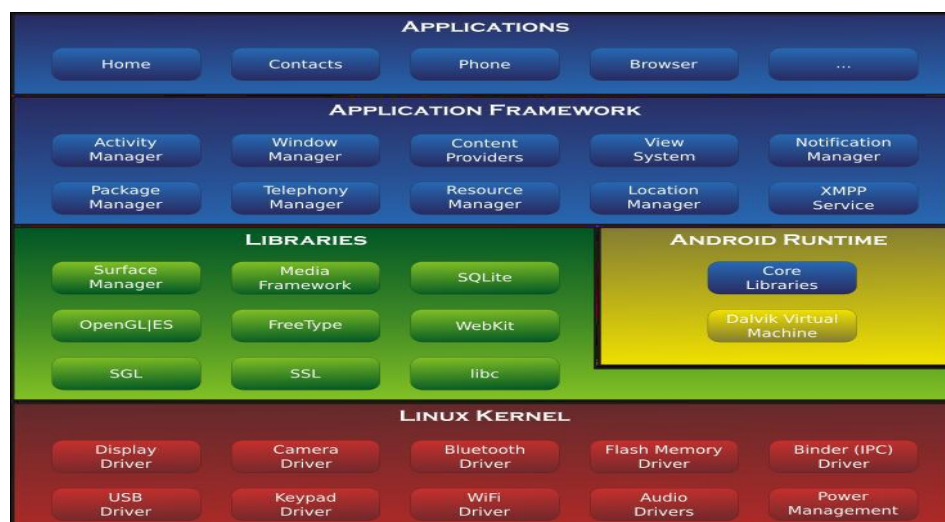 APPLICATIONS
Home
Contacts
Phone
Browser
...
APPLICATION FRAMEWORK
Activity
Manager
Window
Manager
Content
Providers
View
System
Notification
Manager
Package
Manager
Telephony
Manager
Resource
Manager
Location
Manager
XMPP
Service
LIBRARIES
Surface
Manager
Media
Framework
SQLite
OpenGL|ES
FreeType
WebKit
SGL
SSL
libc
ANDROID RUNTIME
Core
Libraries
Dalvik Virtual
Machine
LINUX KERNEL
Display
Driver
Camera
Driver
Bluetooth
Driver
Flash Memory
Driver
Binder (IPC)
Driver
USB
Driver
Keypad
Driver
WiFi
Driver
Audio
Drivers
Power
Management